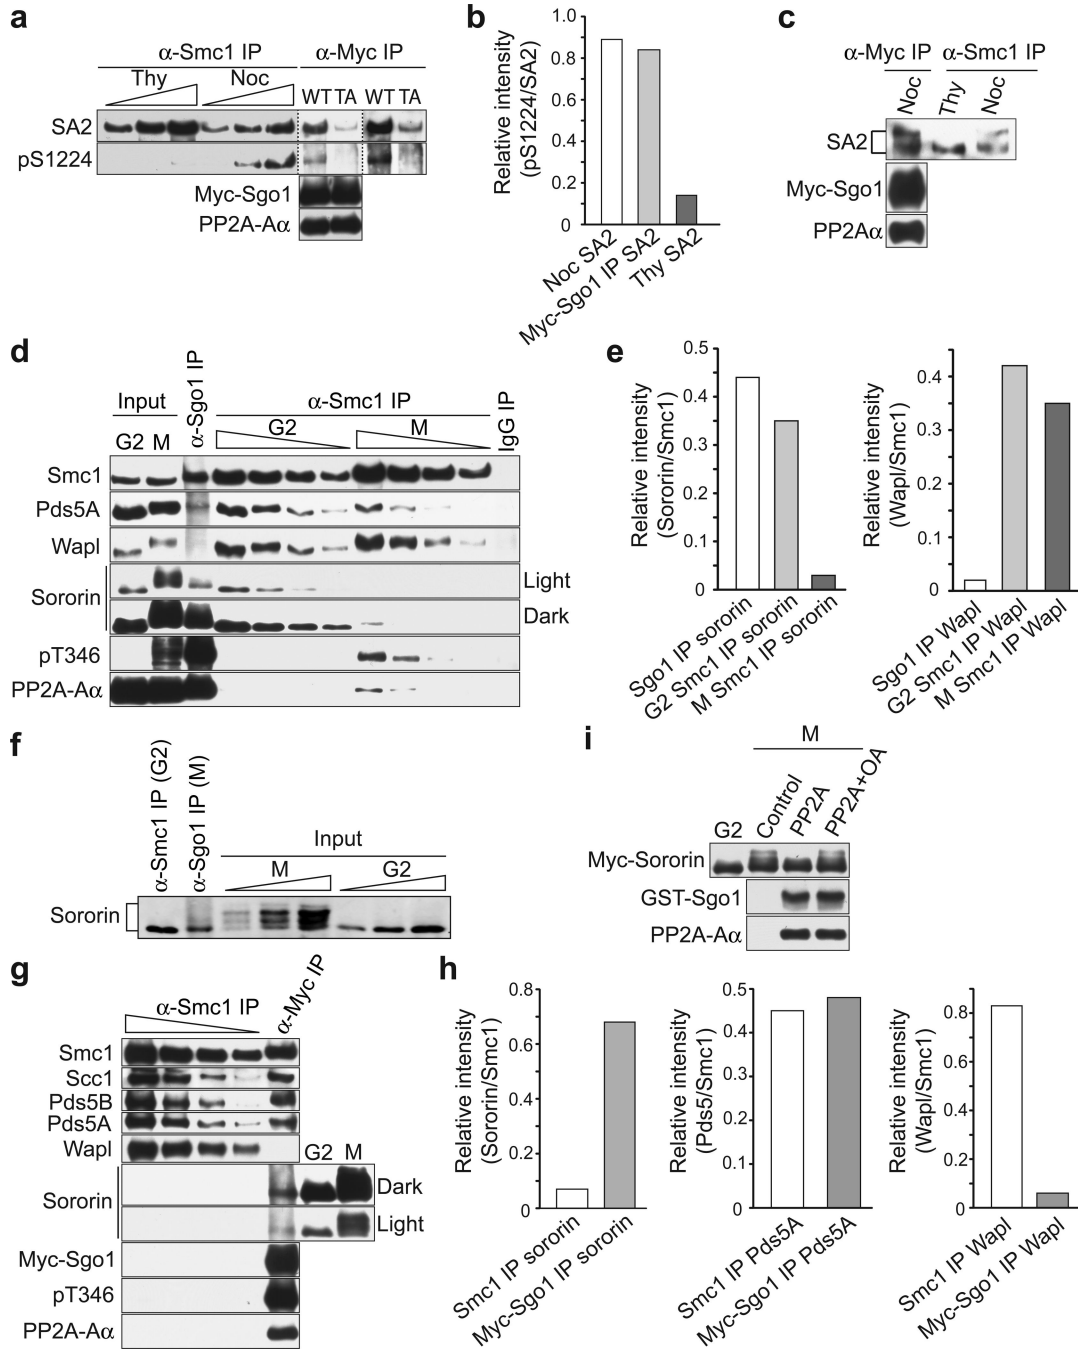 a
α-Smc1 IP
α-Myc IP
Thy
Noc
WT TA WT TA
SA2
pS1224
Myc-Sgo1
PP2A-Aα
b
Relative intensity
(pS1224/SA2)
1.0
0.8
0.6
0.4
0.2
0
Noc SA2
Myc-Sgo1 IP SA2
Thy SA2
c
α-Myc IP α-Smc1 IP
Noc
Thy
Noc
SA2
Myc-Sgo1
PP2Aα
d
Input
α-Sgo1 IP
α-Smc1 IP
IgG IP
G2 M
G2
M
Smc1
Pds5A
Wapl
Sororin
Light
Dark
pT346
PP2A-Aα
e
Relative intensity
(Sororin/Smc1)
0.5
0.4
0.3
0.2
0.1
0
Sgo1 IP sororin
G2 Smc1 IP sororin
M Smc1 IP sororin
Relative intensity
(Wapl/Smc1)
0.4
0.3
0.2
0.1
0
Sgo1 IP Wapl
G2 Smc1 IP Wapl
M Smc1 IP Wapl
f
α-Smc1 IP (G2)
α-Sgo1 IP (M)
Input
M
G2
Sororin
i
M
G2
Control
PP2A
PP2A+OA
Myc-Sororin
GST-Sgo1
PP2A-Aα
g
α-Smc1 IP
α-Myc IP
Smc1
Scc1
Pds5B
Pds5A
Wapl
G2 M
Sororin
Dark
Light
Myc-Sgo1
pT346
PP2A-Aα
h
Relative intensity
(Sororin/Smc1)
0.8
0.6
0.4
0.2
0
Smc1 IP sororin
Myc-Sgo1 IP sororin
Relative intensity
(Pds5/Smc1)
0.5
0.4
0.3
0.2
0.1
0
Smc1 IP Pds5A
Myc-Sgo1 IP Pds5A
Relative intensity
(Wapl/Smc1)
0.8
0.6
0.4
0.2
0
Smc1 IP Wapl
Myc-Sgo1 IP Wapl